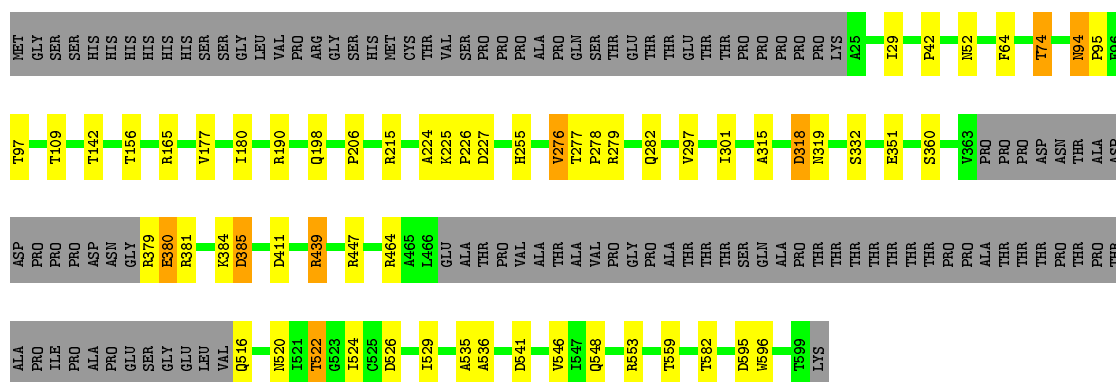 MET GLY SER SER HIS HIS HIS HIS HIS HIS SER SER GLY LEU VAL PRO ARG GLY SER HIS MET CYS THR VAL SER PRO PRO PRO ALA PRO GLN SER THR GLU THR THR GLU THR THR PRO PRO PRO PRO PRO LYS A25 I29 P42 N52 F64 T74 N94 P95
T97 T109 T142 T156 R165 V177 I180 R190 Q198 P206 R215 A224 K225 P226 D227 H255 V276 T277 P278 R279 Q282 V297 I301 A315 D318 N319 S332 E351 S360 V363 PRO PRO PRO ASP ASN THR ALA ASP
ASP PRO PRO PRO ASP ASN GLY R379 E380 R381 K384 D385 D411 R439 R447 R464 A465 L466 GLU ALA THR PRO VAL ALA THR ALA VAL PRO GLY PRO ALA THR THR THR SER GLN ALA PRO THR THR THR THR THR THR THR PRO PRO ALA THR THR THR PRO THR PRO THR
ALA PRO ILE PRO ALA PRO GLU SER GLY GLU LEU VAL Q516 N520 I521 T522 G523 I524 C525 D526 I529 A535 A536 D541 V546 I547 Q548 R553 T559 T582 D595 W596 T599 LYS